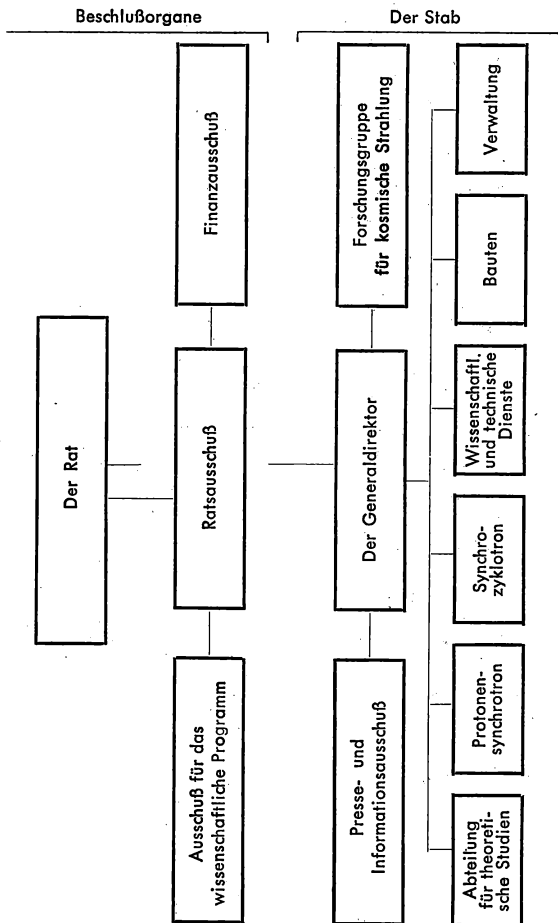 Beschlußorgane
Der Rat
Ausschuß für das
wissenschaftliche Programm
Ratsausschuß
Finanzausschuß
Der Stab
Presse- und
Informationsausschuß
Der Generaldirektor
Forschungsgruppe
für kosmische Strahlung
Abteilung
für theoreti-
sche Studien
Protonen-
synchrotron
Synchro-
zyklotron
Wissenschaftl.
und technische
Dienste
Bauten
Verwaltung